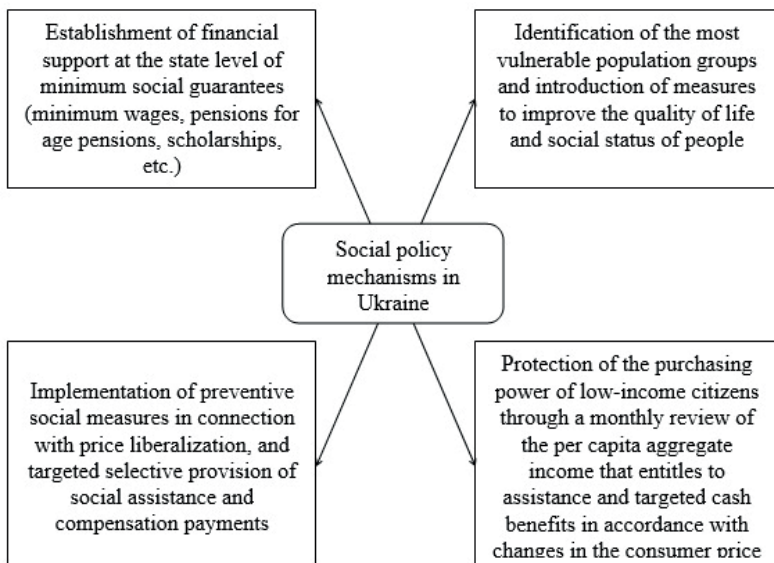 Establishment of financial
support at the state level of
minimum social guarantees
(minimum wages, pensions for
age pensions, scholarships,
etc.)
Identification of the most
vulnerable population groups
and introduction of measures
to improve the quality of life
and social status of people
Social policy
mechanisms in
Ukraine
Implementation of preventive
social measures in connection
with price liberalization, and
targeted selective provision of
social assistance and
compensation payments
Protection of the purchasing
power of low-income citizens
through a monthly review of
the per capita aggregate
income that entitles to
assistance and targeted cash
benefits in accordance with
changes in the consumer price